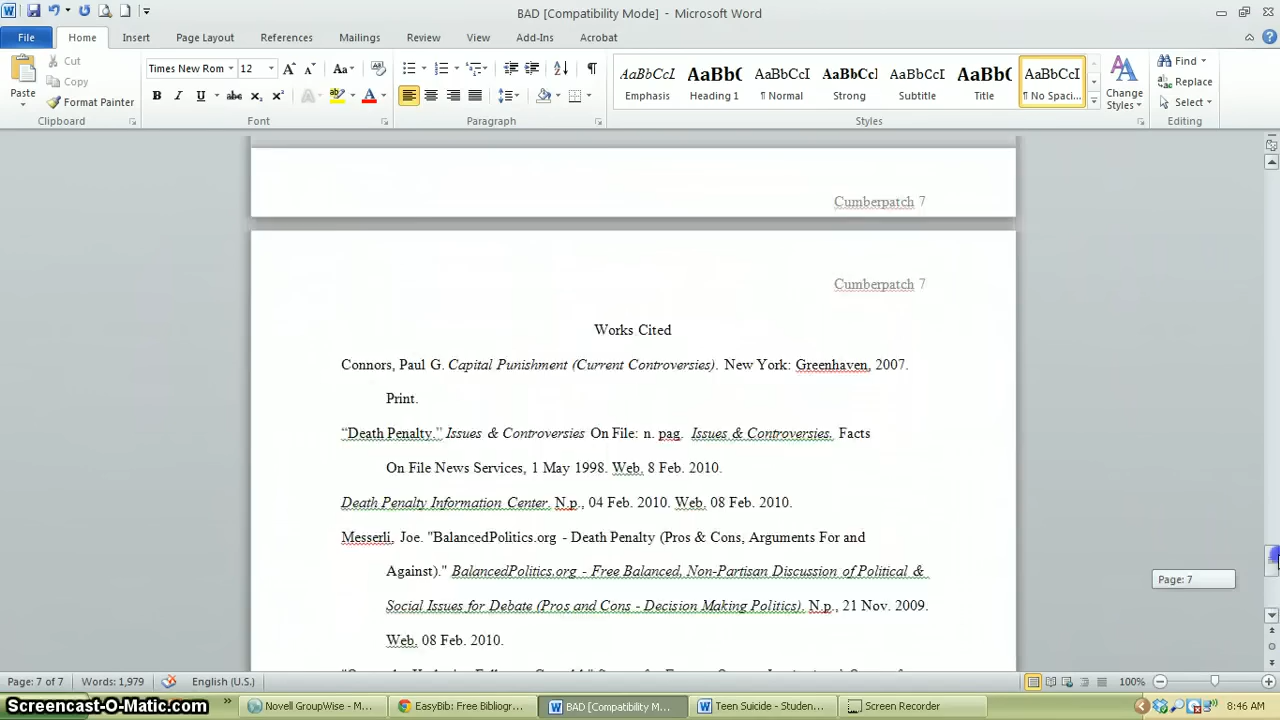 BAD [Compatibility Mode] - Microsoft Word
File Home Insert Page Layout References Mailings Review View Add-Ins Acrobat
Paste Cut Copy Format Painter
Times New Rom 12
AaBbCcI AaBb( AaBbCcI AaBbCcI AaBbCcI AaBb( AaBbCcI
Emphasis Heading 1 ¶ Normal Strong Subtitle Title ¶ No Spaci...
Change Styles
Find Replace Select
Clipboard Font Paragraph Styles Editing
Cumberpatch 7
Cumberpatch 7
Works Cited
Connors, Paul G. Capital Punishment (Current Controversies). New York: Greenhaven, 2007.
Print.
“Death Penalty.” Issues & Controversies On File: n. pag. Issues & Controversies. Facts
On File News Services, 1 May 1998. Web. 8 Feb. 2010.
Death Penalty Information Center. N.p., 04 Feb. 2010. Web. 08 Feb. 2010.
Messerli, Joe. "BalancedPolitics.org - Death Penalty (Pros & Cons, Arguments For and
Against)." BalancedPolitics.org - Free Balanced, Non-Partisan Discussion of Political &
Social Issues for Debate (Pros and Cons - Decision Making Politics). N.p., 21 Nov. 2009.
Web. 08 Feb. 2010.
Page: 7
Page: 7 of 7 Words: 1,979 English (U.S.) 100%
Screencast-O-Matic.com Novell GroupWise - M... EasyBib: Free Bibliogr... BAD [Compatibility M... Teen Suicide - Studen... Screen Recorder 8:46 AM